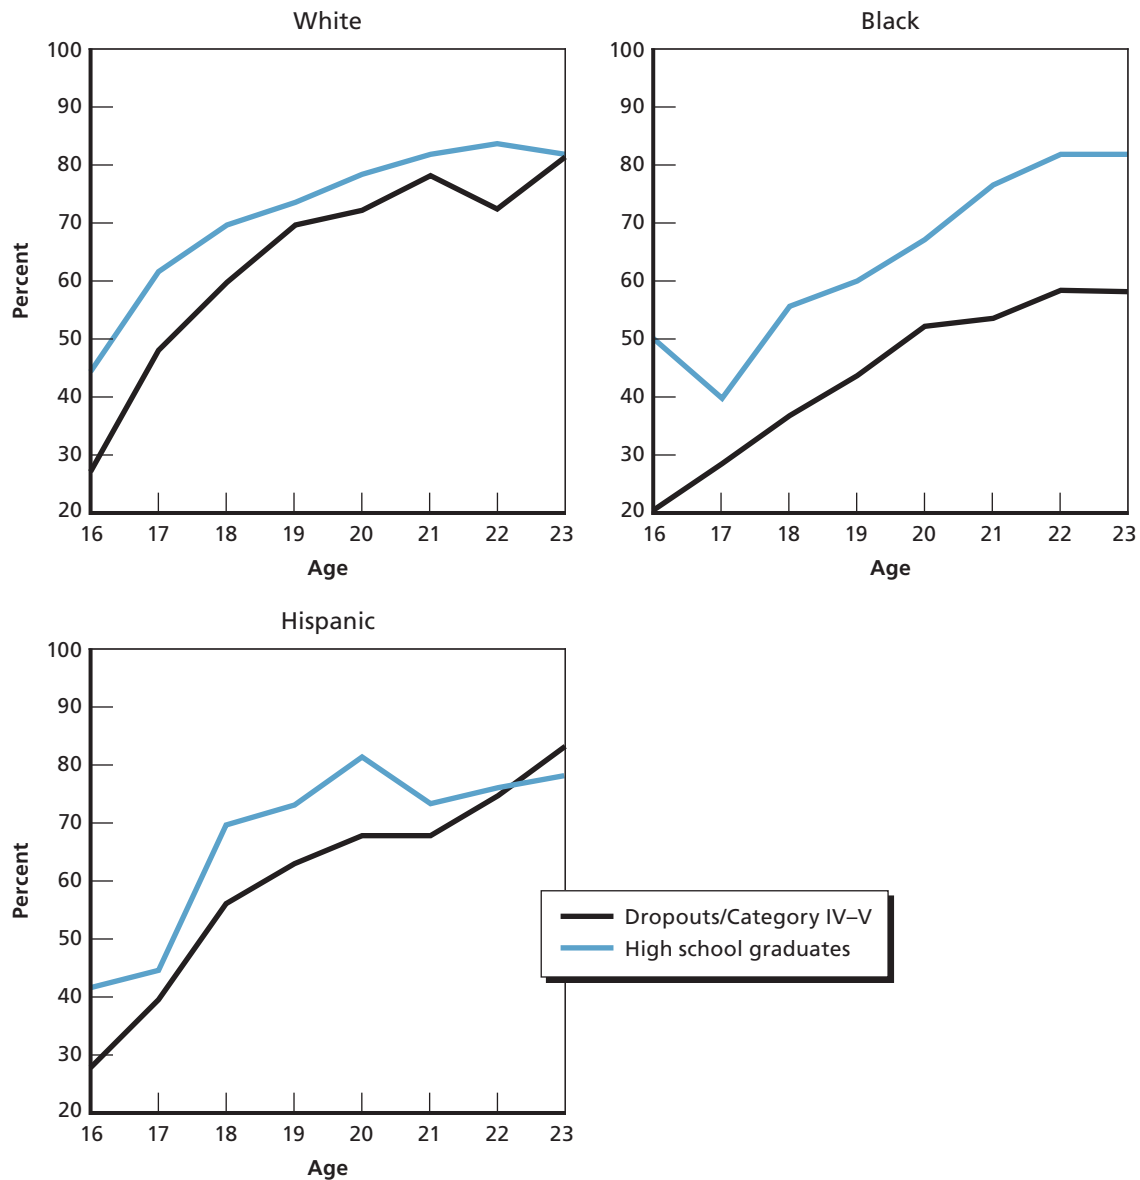 White
100
90
80
70
60
50
40
30
20
Percent
16 17 18 19 20 21 22 23
Age
Black
100
90
80
70
60
50
40
30
20
16 17 18 19 20 21 22 23
Age
Hispanic
100
90
80
70
60
50
40
30
20
Percent
16 17 18 19 20 21 22 23
Age
Dropouts/Category IV–V
High school graduates